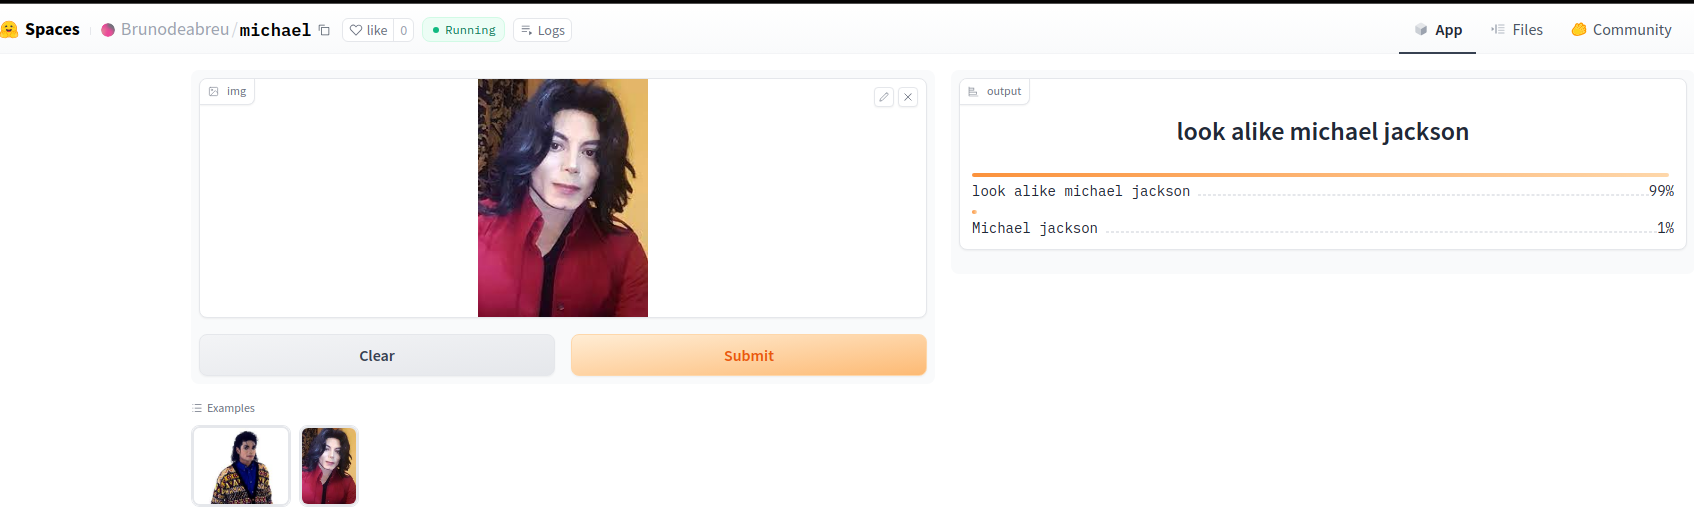 Spaces Brunodeabreu/michael like 0 Running Logs App Files Community
img
output
look alike michael jackson
look alike michael jackson 99%
Michael jackson 1%
Clear Submit
Examples